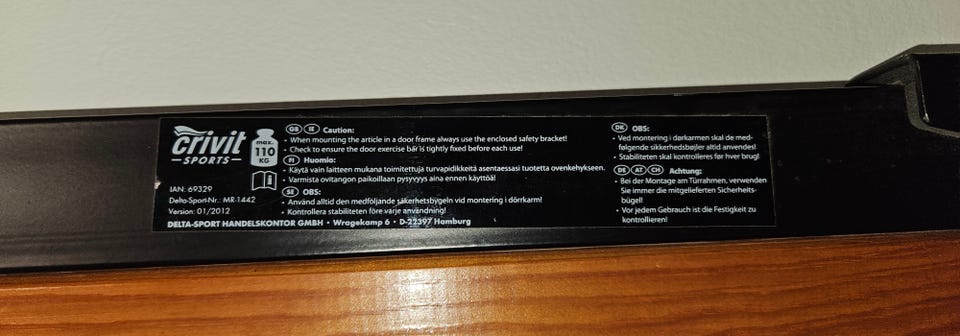 crivit
SPORTS
max.
110
KG
IAN: 69329
Delta-Sport-Nr.: MR-1442
Version: 01/2012
DELTA-SPORT HANDELSKONTOR GMBH • Wragekamp 6 • D-22397 Hamburg
GB IE Caution:
• When mounting the article in a door frame always use the enclosed safety bracket!
• Check to ensure the door exercise bar is tightly fixed before each use!
FI Huomio:
• Käytä vain laitteen mukana toimitettuja turvapidikkeitä asentaessasi tuotetta ovenkehykseen.
• Varmista ovitangon paikoillaan pysyvyys aina ennen käyttöä!
SE OBS:
• Använd alltid den medföljande säkerhetsbygeln vid montering i dörrkarm!
• Kontrollera stabiliteten före varje användning!
DK OBS:
• Ved montering i dørkarmen skal de med-
følgende sikkerhedsbøjler altid anvendes!
• Stabiliteten skal kontrolleres før hver brug!
DE AT CH Achtung:
• Bei der Montage am Türrahmen, verwenden
Sie immer die mitgelieferten Sicherheits-
bügel!
• Vor jedem Gebrauch ist die Festigkeit zu
kontrollieren!